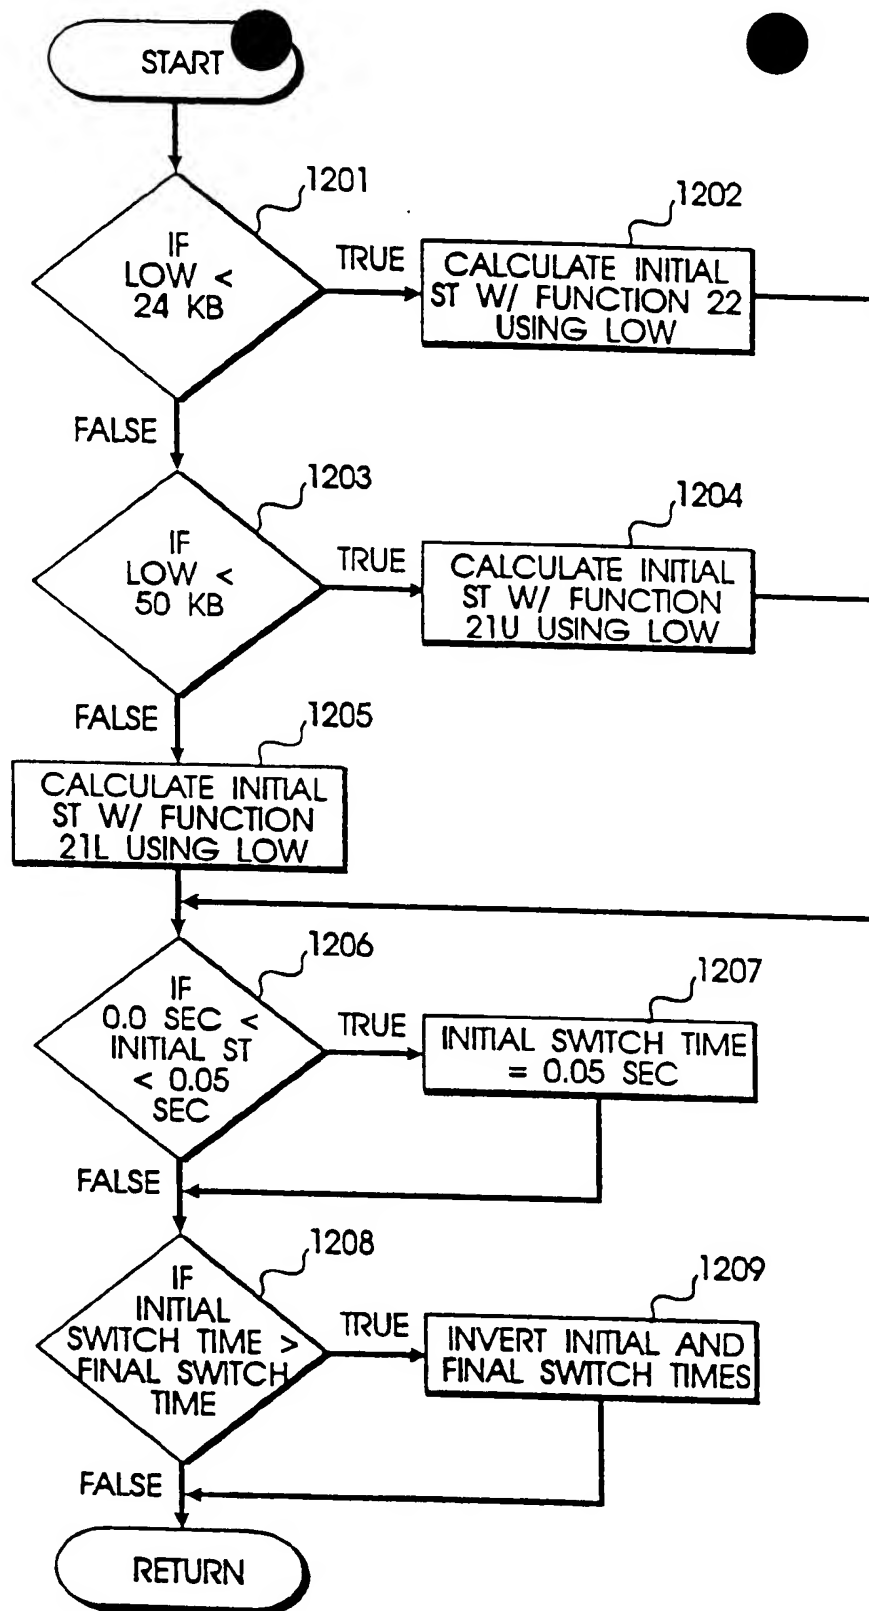 START
1201
IF
LOW <
24 KB
TRUE
1202
CALCULATE INITIAL
ST W/ FUNCTION 22
USING LOW
FALSE
1203
IF
LOW <
50 KB
TRUE
1204
CALCULATE INITIAL
ST W/ FUNCTION
21U USING LOW
FALSE
1205
CALCULATE INITIAL
ST W/ FUNCTION
21L USING LOW
1206
IF
0.0 SEC <
INITIAL ST
< 0.05
SEC
TRUE
1207
INITIAL SWITCH TIME
= 0.05 SEC
FALSE
1208
IF
INITIAL
SWITCH TIME >
FINAL SWITCH
TIME
TRUE
1209
INVERT INITIAL AND
FINAL SWITCH TIMES
FALSE
RETURN